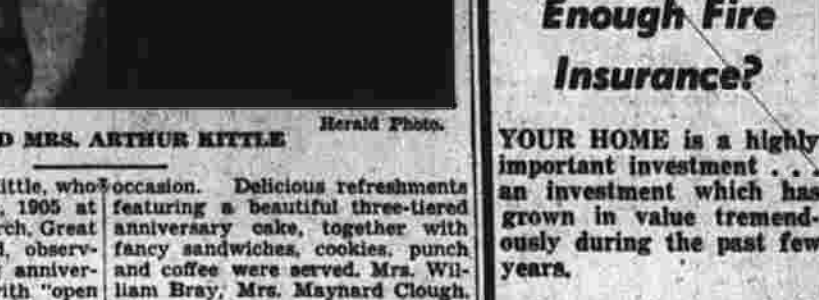 Herald Photo.
D MRS. ARTHUR KITTLE
ittle, who
, 1905 at
rch, Great
, observ-
anniver-
ith "open
occasion. Delicious refreshments
featuring a beautiful three-tiered
anniversary cake, together with
fancy sandwiches, cookies, punch
and coffee were served. Mrs. Wil-
liam Bray, Mrs. Maynard Clough,
Enough Fire
Insurance?
YOUR HOME is a highly
important investment . . .
an investment which has
grown in value tremend-
ously during the past few
years.